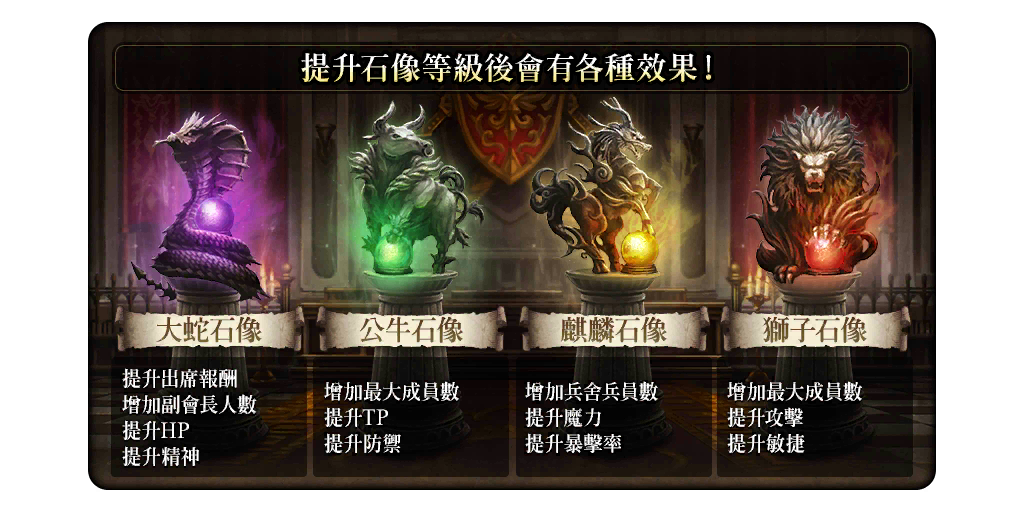 提升石像等級後會有各種效果!
大蛇石像
提升出席報酬
增加副會長人數
提升HP
提升精神
公牛石像
增加最大成員數
提升TP
提升防禦
麒麟石像
增加兵舍兵員數
提升魔力
提升暴擊率
獅子石像
增加最大成員數
提升攻擊
提升敏捷